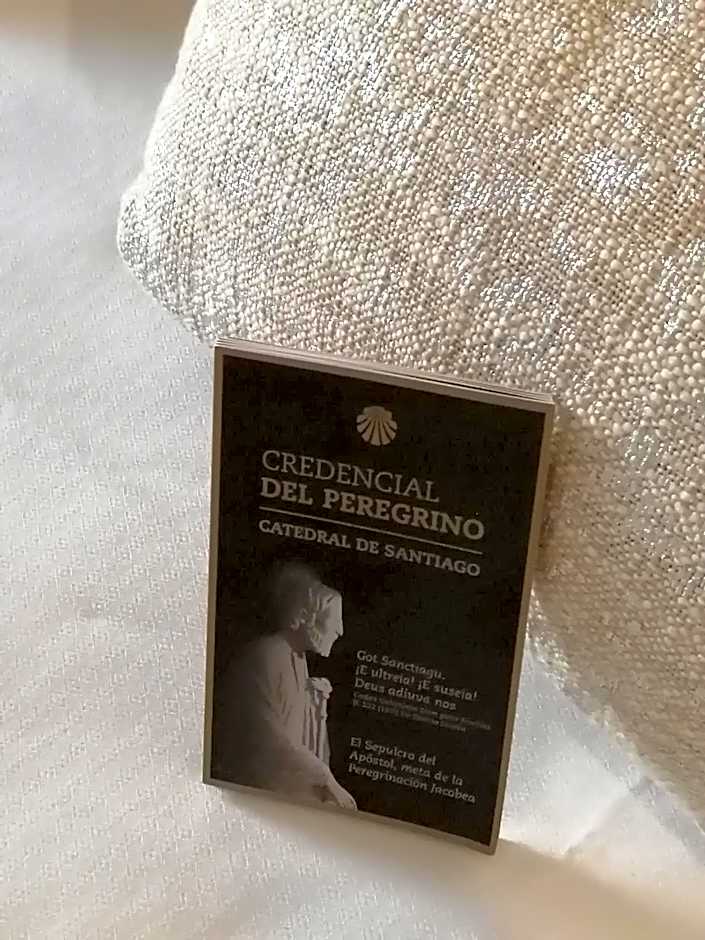 CREDENCIAL
DEL PEREGRINO
CATEDRAL DE SANTIAGO
Got Sanctiagu.
¡E ultreia! ¡E suseia!
Deus adiuva nos
El Sepulcro del
Apóstol, meta de la
Peregrinación Jacobea